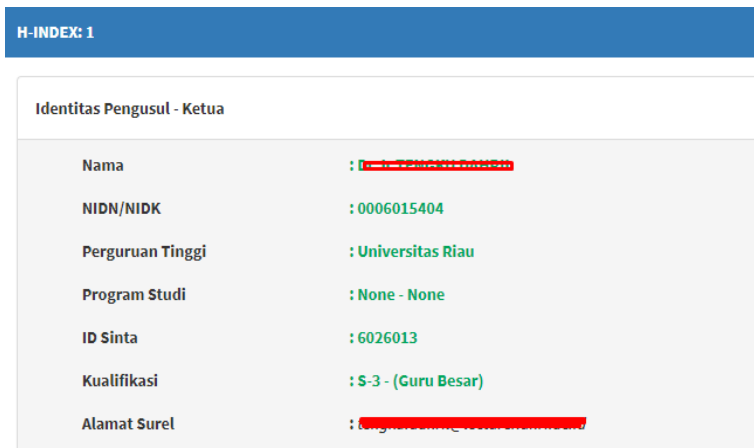 H-INDEX: 1
Identitas Pengusul - Ketua
Nama :
NIDN/NIDK : 0006015404
Perguruan Tinggi : Universitas Riau
Program Studi : None - None
ID Sinta : 6026013
Kualifikasi : S-3 - (Guru Besar)
Alamat Surel :